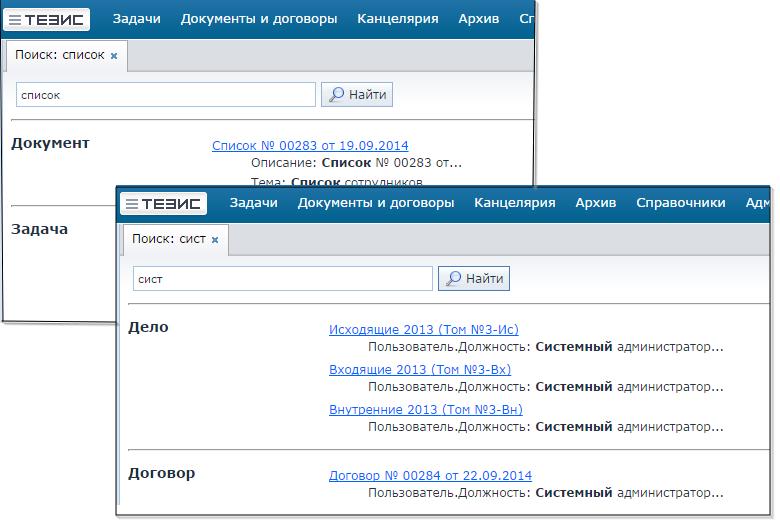 ТЕЗИС Задачи Документы и договоры Канцелярия Архив Сп
Поиск: список
список Найти
Документ Список № 00283 от 19.09.2014
Описание: Список № 00283 от...
Тема: Список сотрудников
Задача
ТЕЗИС Задачи Документы и договоры Канцелярия Архив Справочники Адм
Поиск: сист
сист Найти
Дело Исходящие 2013 (Том №3-Ис)
Пользователь.Должность: Системный администратор...
Входящие 2013 (Том №3-Вх)
Пользователь.Должность: Системный администратор...
Внутренние 2013 (Том №3-Вн)
Пользователь.Должность: Системный администратор...
Договор Договор № 00284 от 22.09.2014
Пользователь.Должность: Системный администратор...